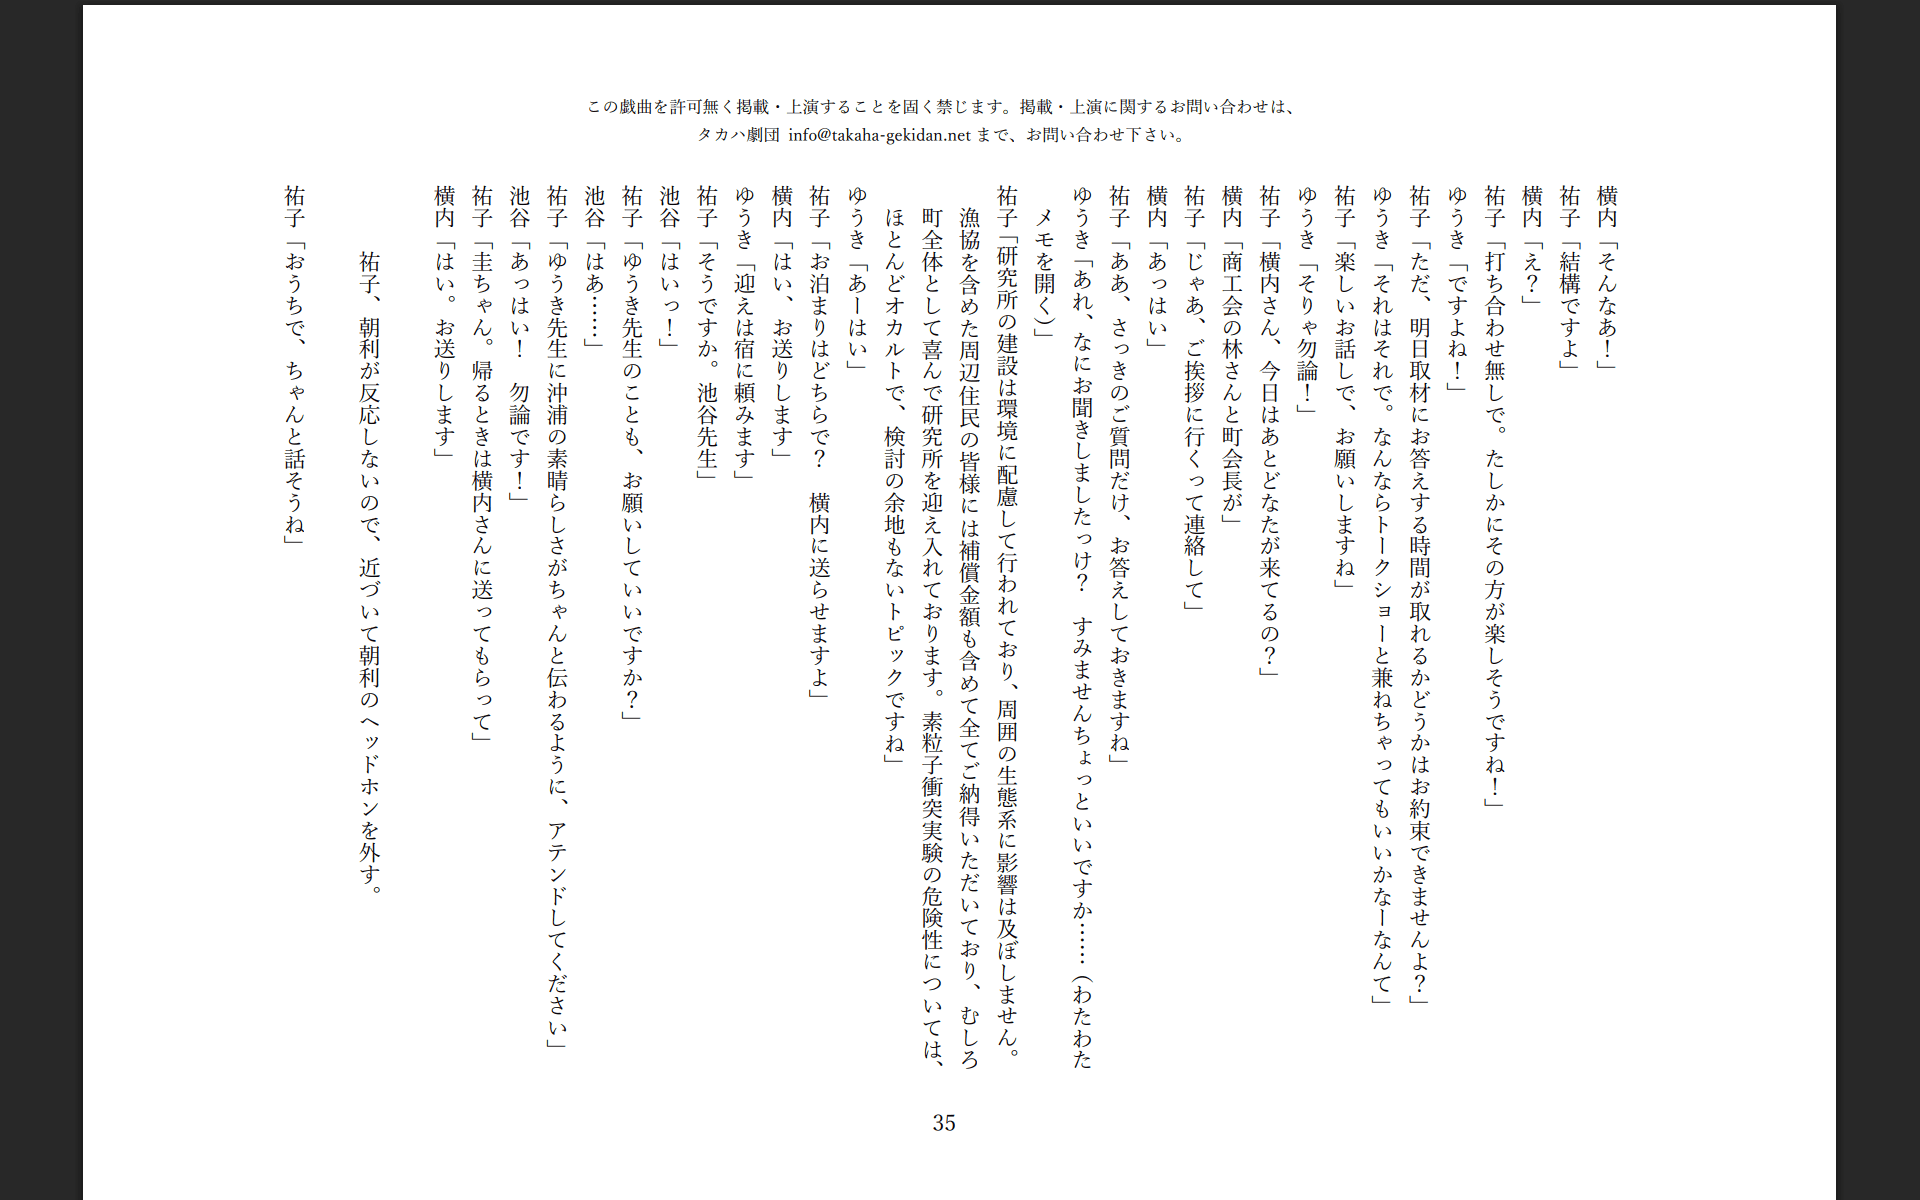 この戯曲を許可無く掲載・上演することを固く禁じます。掲載・上演に関するお問い合わせは、
タカハ劇団 info@takaha-gekidan.net まで、お問い合わせ下さい。
横内「そんなあ！」
祐子「結構ですよ」
横内「え？」
祐子「打ち合わせ無しで。たしかにその方が楽しそうですね！」
ゆうき「ですよね！」
祐子「ただ、明日取材にお答えする時間が取れるかどうかはお約束できませんよ？」
ゆうき「それはそれで。なんならトークショーと兼ねちゃってもいいかなーなんて」
祐子「楽しいお話しで、お願いしますね」
ゆうき「そりゃ勿論！」
祐子「横内さん、今日はあとどなたが来てるの？」
横内「商工会の林さんと町会長が」
祐子「じゃあ、ご挨拶に行くって連絡して」
横内「あっはい」
祐子「ああ、さっきのご質問だけ、お答えしておきますね」
ゆうき「あれ、なにお聞きしましたっけ？　すみませんちょっといいですか……（わたわた
メモを開く）」
祐子「研究所の建設は環境に配慮して行われており、周囲の生態系に影響は及ぼしません。
漁協を含めた周辺住民の皆様には補償金額も含めて全てご納得いただいており、むしろ
町全体として喜んで研究所を迎え入れております。素粒子衝突実験の危険性については、
ほとんどオカルトで、検討の余地もないトピックですね」
ゆうき「あーはい」
祐子「お泊まりはどちらで？　横内に送らせますよ」
横内「はい、お送りします」
ゆうき「迎えは宿に頼みます」
祐子「そうですか。池谷先生」
池谷「はいっ！」
祐子「ゆうき先生のことも、お願いしていいですか？」
池谷「はあ……」
祐子「ゆうき先生に沖浦の素晴らしさがちゃんと伝わるように、アテンドしてください」
池谷「あっはい！　勿論です！」
祐子「圭ちゃん。帰るときは横内さんに送ってもらって」
横内「はい。お送りします」
祐子、朝利が反応しないので、近づいて朝利のヘッドホンを外す。
祐子「おうちで、ちゃんと話そうね」
35